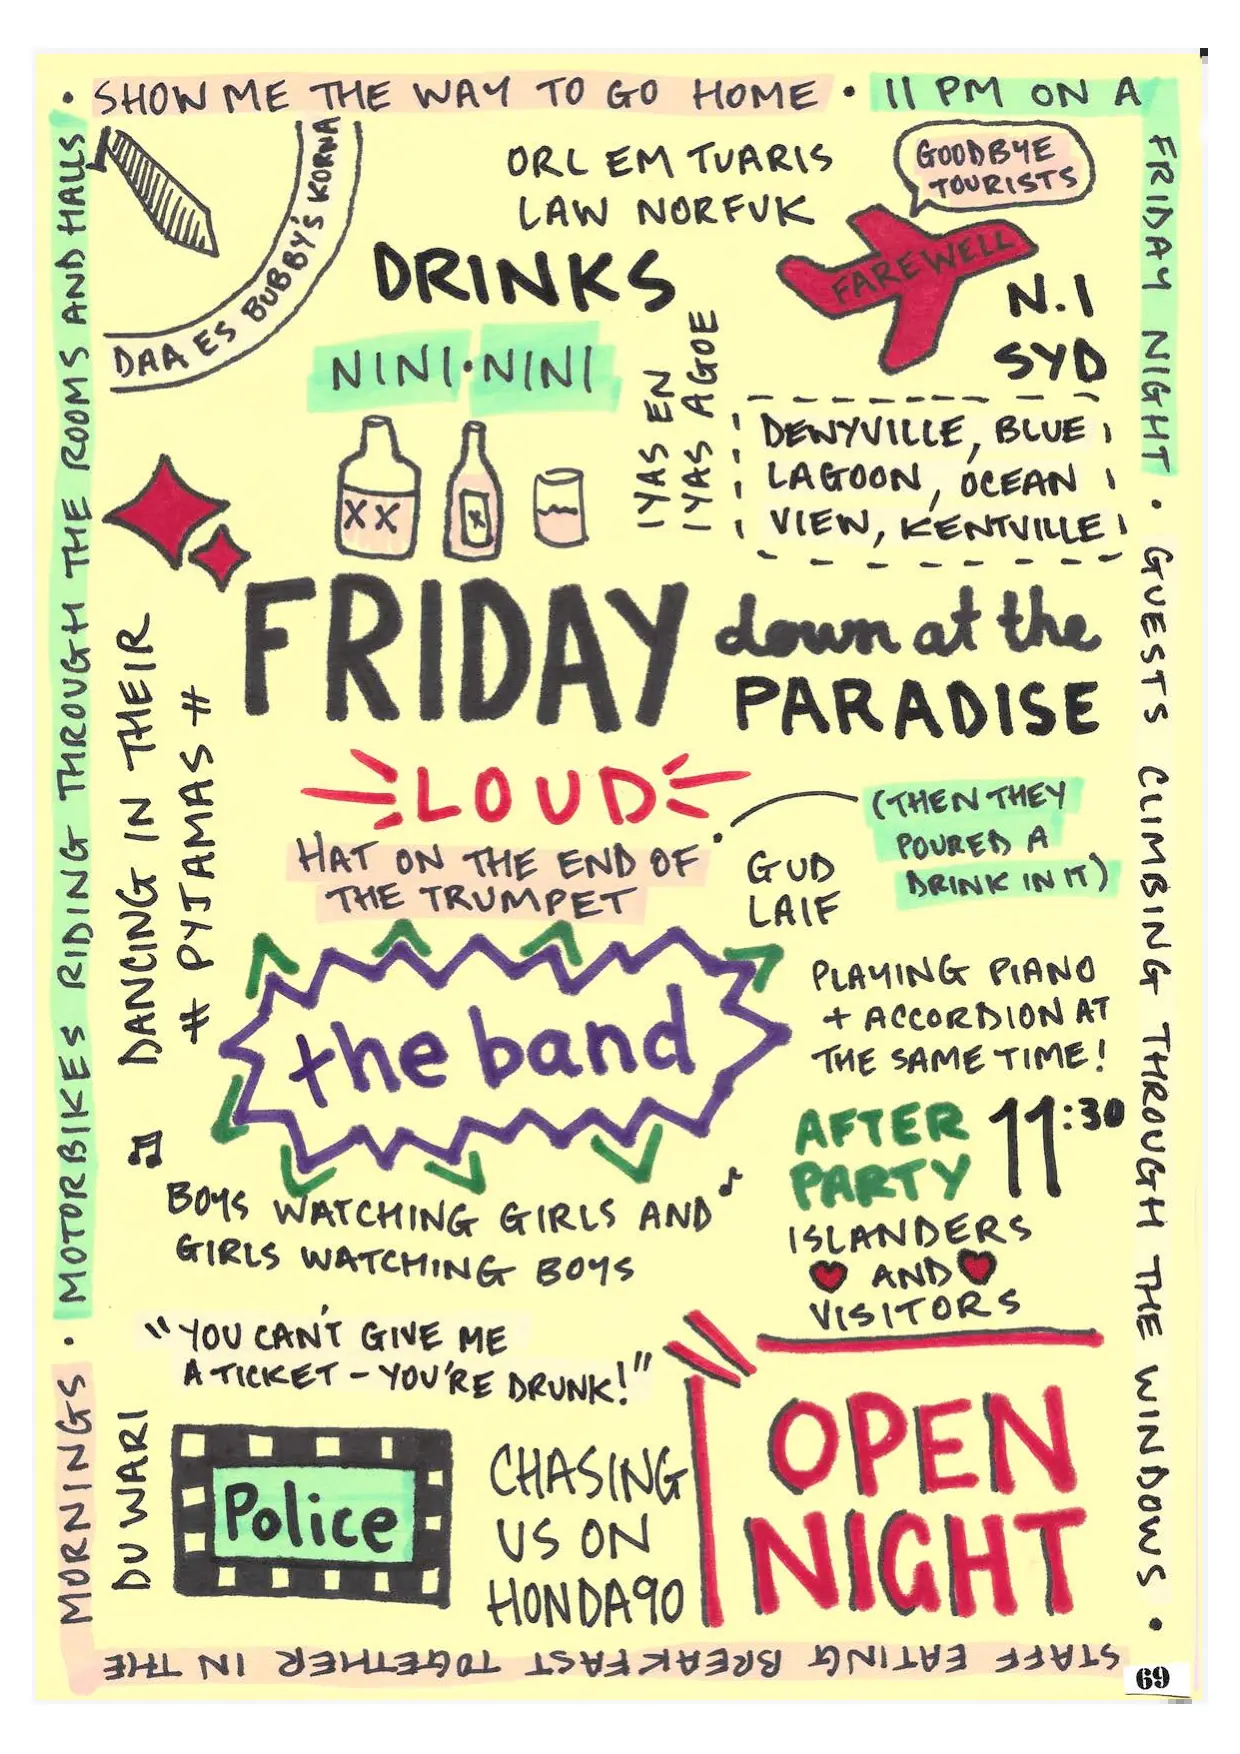 • SHOW ME THE WAY TO GO HOME •
11 PM ON A
FRIDAY NIGHT •
GUESTS CLIMBING THROUGH THE WINDOWS •
STAFF EATING BREAKFAST TOGETHER IN THE
MORNINGS •
MOTORBIKES RIDING THROUGH THE ROOMS AND HALLS
DAA ES BUBBY'S KORNA
ORL EM TUARIS
LAW NORFUK
DRINKS
NINI•NINI
XX
X
GOODBYE
TOURISTS
FAREWELL
N.I
SYD
IYAS EN
IYAS AGOE
DENYVILLE, BLUE
LAGOON, OCEAN
VIEW, KENTVILLE
FRIDAY
down at the
PARADISE
DANCING IN THEIR
# PYJAMAS #
LOUD
HAT ON THE END OF
THE TRUMPET
(THEN THEY
POURED A
DRINK IN IT)
GUD
LAIF
the band
PLAYING PIANO
+ ACCORDION AT
THE SAME TIME!
AFTER
PARTY
11:30
ISLANDERS
AND
VISITORS
BOYS WATCHING GIRLS AND
GIRLS WATCHING BOYS
"YOU CAN'T GIVE ME
A TICKET - YOU'RE DRUNK!"
DU WARI
Police
CHASING
US ON
HONDA90
OPEN
NIGHT
69